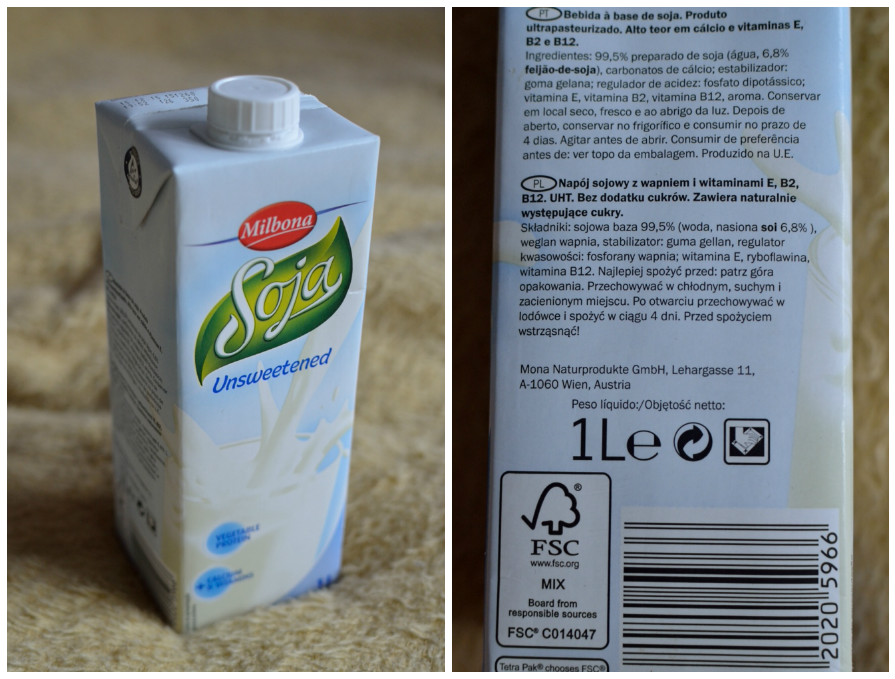 Milbona
Soja
Unsweetened
VEGETABLE
PROTEIN
PT Bebida à base de soja. Produto
ultrapasteurizado. Alto teor em cálcio e vitaminas E,
B2 e B12.
Ingredientes: 99,5% preparado de soja (água, 6,8%
feijão-de-soja), carbonatos de cálcio; estabilizador:
goma gelana; regulador de acidez: fosfato dipotássico;
vitamina E, vitamina B2, vitamina B12, aroma. Conservar
em local seco, fresco e ao abrigo da luz. Depois de
aberto, conservar no frigorífico e consumir no prazo de
4 dias. Agitar antes de abrir. Consumir de preferência
antes de: ver topo da embalagem. Produzido na U.E.
PL Napój sojowy z wapniem i witaminami E, B2,
B12. UHT. Bez dodatku cukrów. Zawiera naturalnie
występujące cukry.
Składniki: sojowa baza 99,5% (woda, nasiona soi 6,8% ),
węglan wapnia, stabilizator: guma gellan, regulator
kwasowości: fosforany wapnia; witamina E, ryboflawina,
witamina B12. Najlepiej spożyć przed: patrz góra
opakowania. Przechowywać w chłodnym, suchym i
zacienionym miejscu. Po otwarciu przechowywać w
lodówce i spożyć w ciągu 4 dni. Przed spożyciem
wstrząsnąć!
Mona Naturprodukte GmbH, Lehargasse 11,
A-1060 Wien, Austria
Peso líquido:/Objętość netto:
1L℮
FSC
®
www.fsc.org
MIX
Board from
responsible sources
FSC® C014047
Tetra Pak® chooses FSC®
2020 5966